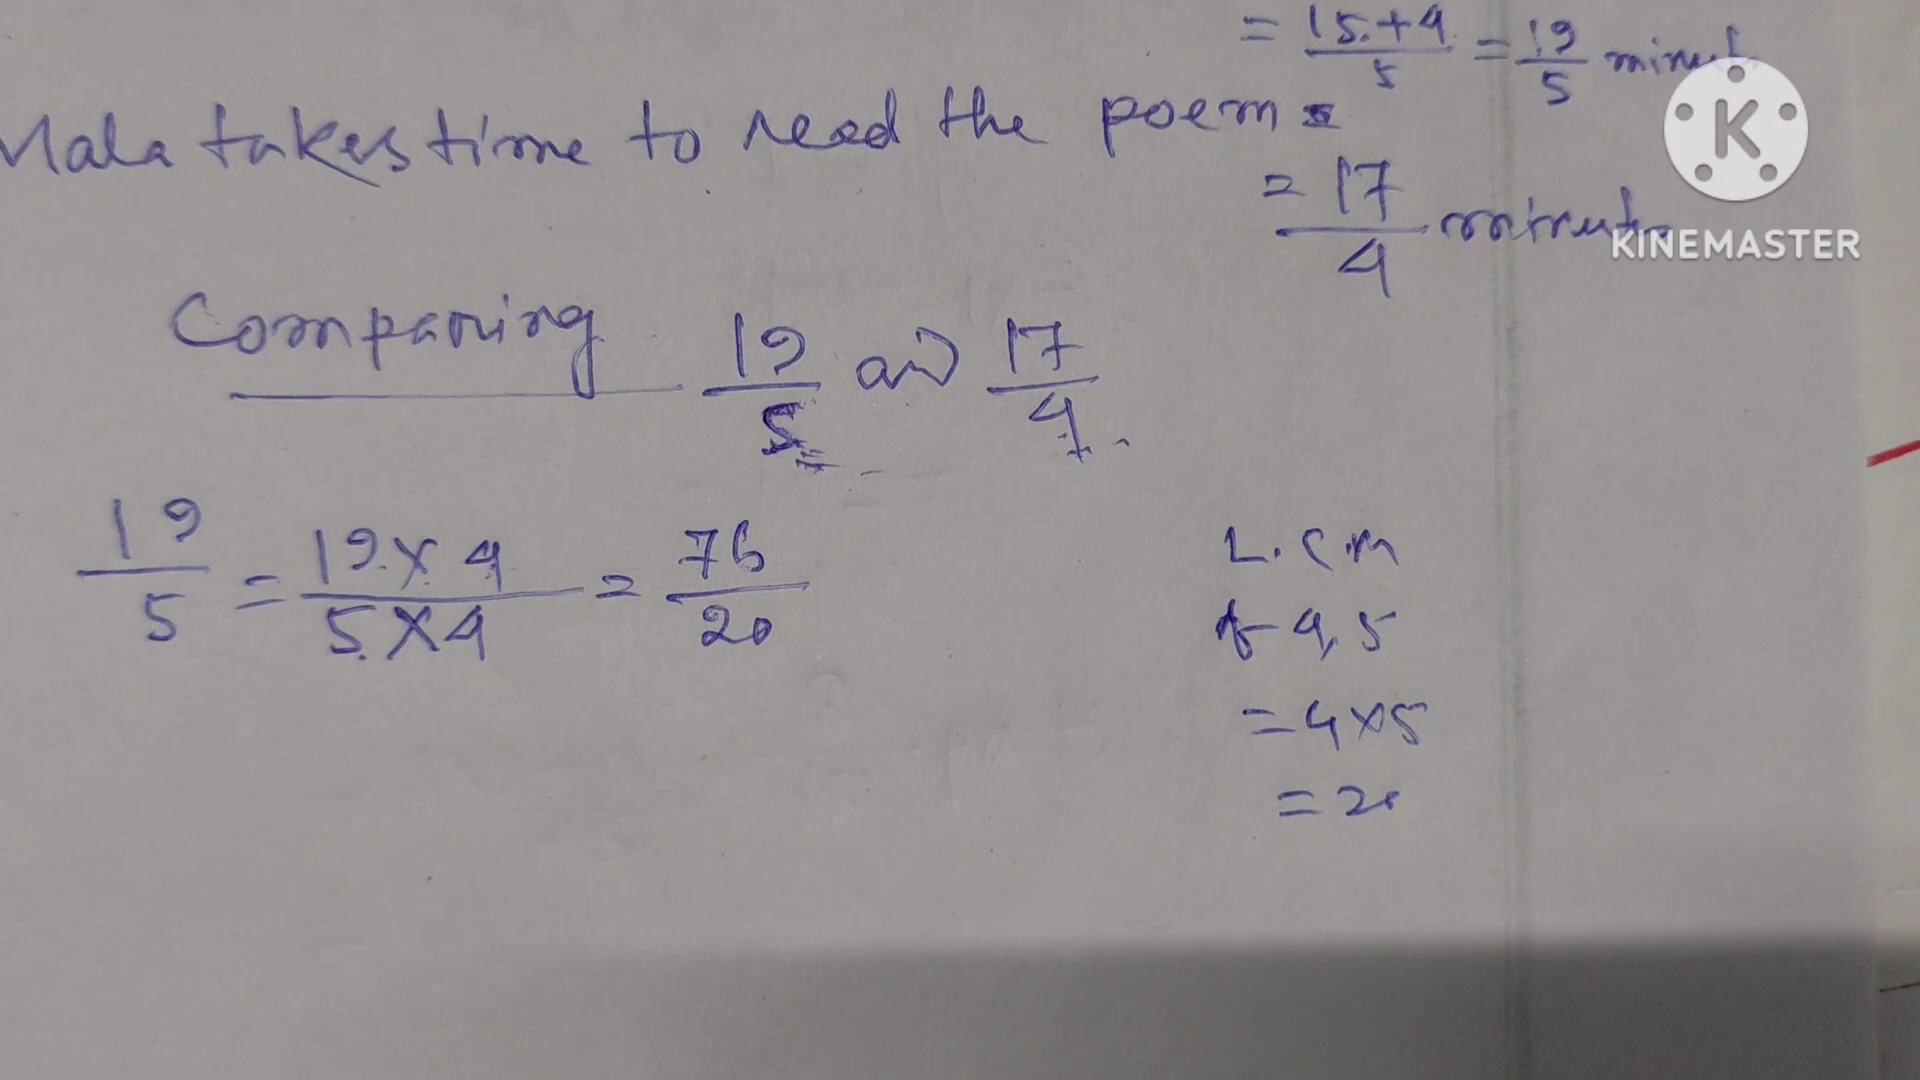 = 15+4/5 = 19/5 minut
Mala takes time to read the poem =
= 17/4 minutes
K
KINEMASTER
Comparing 19/5 and 17/4
19/5 = 19×4/5×4 = 76/20
L.C.M
of 4,5
= 4×5
= 20